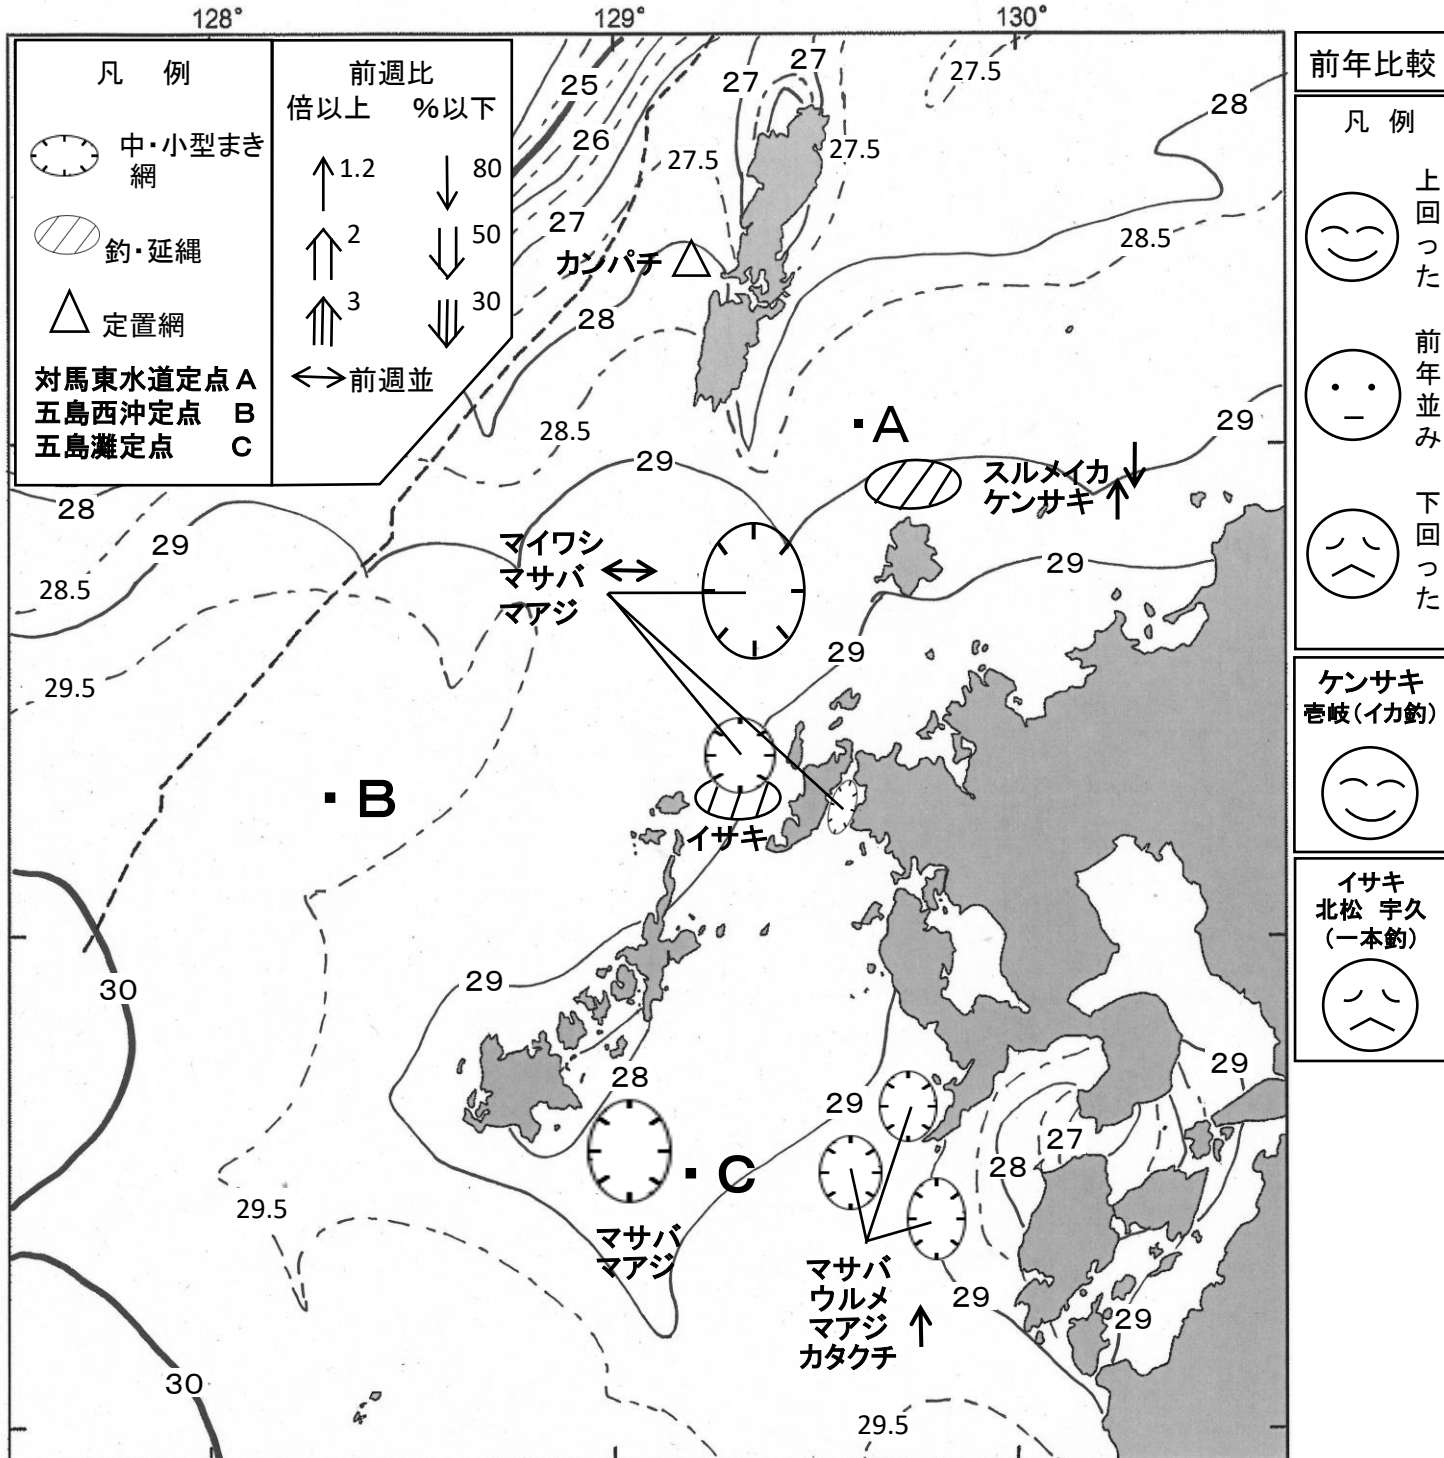 128°
129°
130°
凡 例
中・小型まき
網
釣・延縄
定置網
対馬東水道定点 A
五島西沖定点 B
五島灘定点 C
前週比
倍以上 %以下
1.2
80
2
50
3
30
前週並
25
26
27
27
27
27.5
27.5
27.5
28
28
28.5
28.5
カンパチ
A
29
29
スルメイカ
ケンサキ
28
29
28.5
29.5
マイワシ
マサバ
マアジ
29
29
B
イサキ
30
29
28
29
マサバ
マアジ
C
29.5
30
マサバ
ウルメ
マアジ
カタクチ
27
28
29
29
29
29.5
前年比較
凡 例
上回った
前年並み
下回った
ケンサキ
壱岐(イカ釣)
イサキ
北松 宇久
(一本釣)